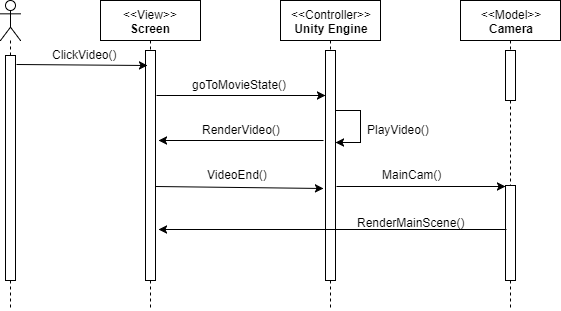 <<View>>
Screen
<<Controller>>
Unity Engine
<<Model>>
Camera
ClickVideo()
goToMovieState()
RenderVideo()
PlayVideo()
VideoEnd()
MainCam()
RenderMainScene()